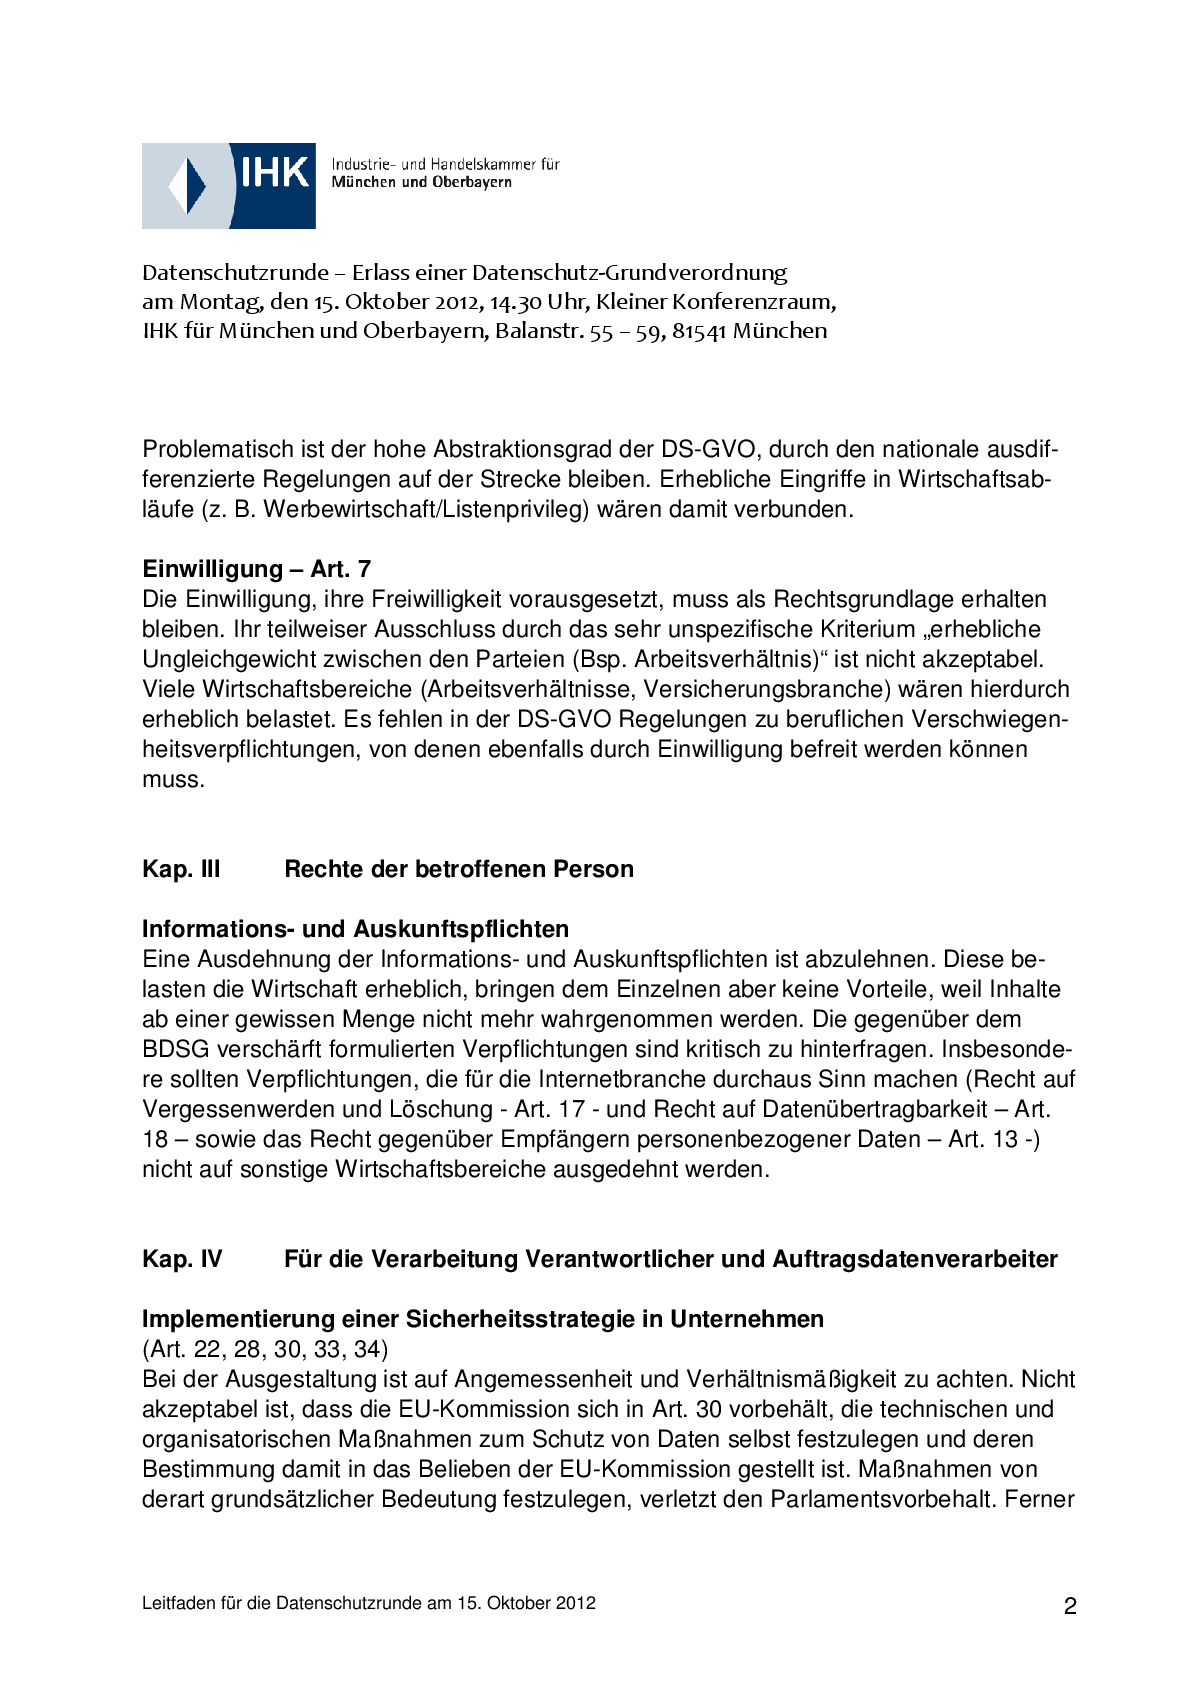 IHK
Industrie- und Handelskammer für
München und Oberbayern
Datenschutzrunde – Erlass einer Datenschutz-Grundverordnung
am Montag, den 15. Oktober 2012, 14.30 Uhr, Kleiner Konferenzraum,
IHK für München und Oberbayern, Balanstr. 55 – 59, 81541 München
Problematisch ist der hohe Abstraktionsgrad der DS-GVO, durch den nationale ausdif-
ferenzierte Regelungen auf der Strecke bleiben. Erhebliche Eingriffe in Wirtschaftsab-
läufe (z. B. Werbewirtschaft/Listenprivileg) wären damit verbunden.
Einwilligung – Art. 7
Die Einwilligung, ihre Freiwilligkeit vorausgesetzt, muss als Rechtsgrundlage erhalten
bleiben. Ihr teilweiser Ausschluss durch das sehr unspezifische Kriterium „erhebliche
Ungleichgewicht zwischen den Parteien (Bsp. Arbeitsverhältnis)“ ist nicht akzeptabel.
Viele Wirtschaftsbereiche (Arbeitsverhältnisse, Versicherungsbranche) wären hierdurch
erheblich belastet. Es fehlen in der DS-GVO Regelungen zu beruflichen Verschwiegen-
heitsverpflichtungen, von denen ebenfalls durch Einwilligung befreit werden können
muss.
Kap. III Rechte der betroffenen Person
Informations- und Auskunftspflichten
Eine Ausdehnung der Informations- und Auskunftspflichten ist abzulehnen. Diese be-
lasten die Wirtschaft erheblich, bringen dem Einzelnen aber keine Vorteile, weil Inhalte
ab einer gewissen Menge nicht mehr wahrgenommen werden. Die gegenüber dem
BDSG verschärft formulierten Verpflichtungen sind kritisch zu hinterfragen. Insbesonde-
re sollten Verpflichtungen, die für die Internetbranche durchaus Sinn machen (Recht auf
Vergessenwerden und Löschung - Art. 17 - und Recht auf Datenübertragbarkeit – Art.
18 – sowie das Recht gegenüber Empfängern personenbezogener Daten – Art. 13 -)
nicht auf sonstige Wirtschaftsbereiche ausgedehnt werden.
Kap. IV Für die Verarbeitung Verantwortlicher und Auftragsdatenverarbeiter
Implementierung einer Sicherheitsstrategie in Unternehmen
(Art. 22, 28, 30, 33, 34)
Bei der Ausgestaltung ist auf Angemessenheit und Verhältnismäßigkeit zu achten. Nicht
akzeptabel ist, dass die EU-Kommission sich in Art. 30 vorbehält, die technischen und
organisatorischen Maßnahmen zum Schutz von Daten selbst festzulegen und deren
Bestimmung damit in das Belieben der EU-Kommission gestellt ist. Maßnahmen von
derart grundsätzlicher Bedeutung festzulegen, verletzt den Parlamentsvorbehalt. Ferner
Leitfaden für die Datenschutzrunde am 15. Oktober 2012 2